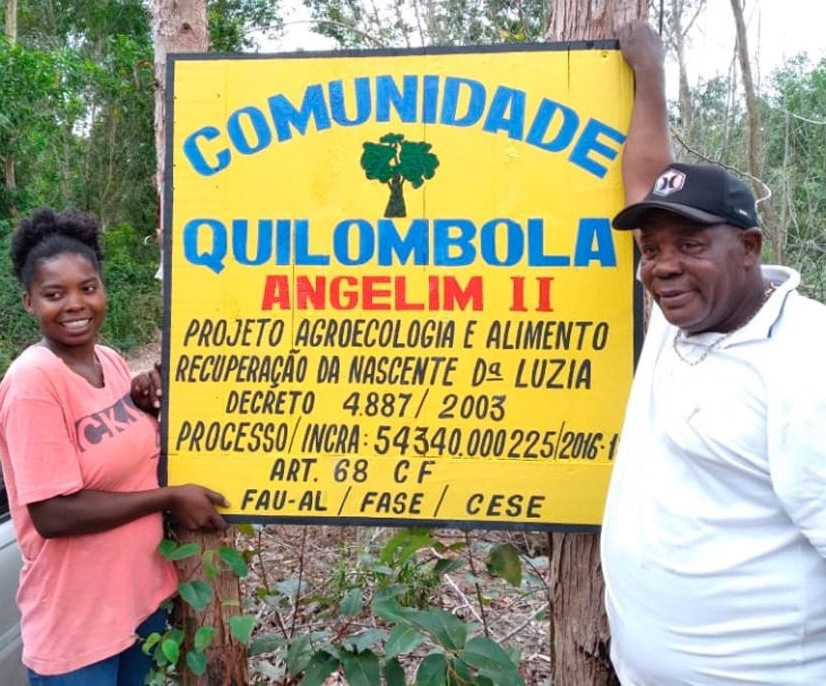 COMUNIDADE
QUILOMBOLA
ANGELIM II
PROJETO AGROECOLOGIA E ALIMENTO
RECUPERAÇÃO DA NASCENTE Dª LUZIA
DECRETO 4.887/2003
PROCESSO/INCRA: 54340.000225/2016-1
ART. 68 CF
FAU-AL / FASE / CESE